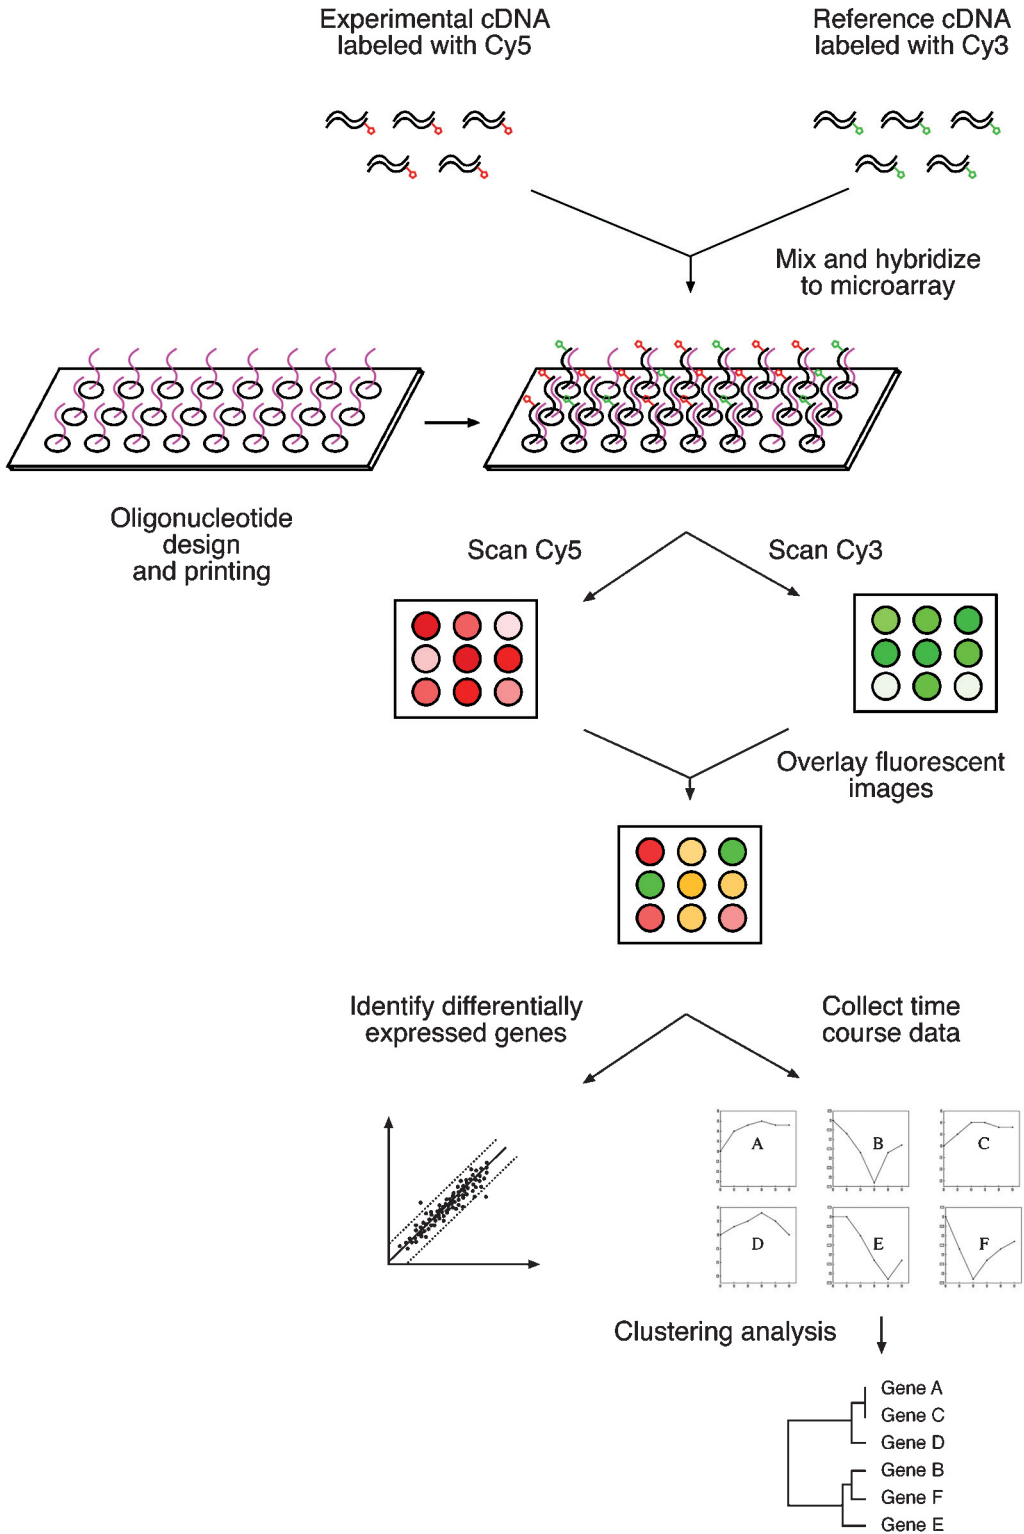 Experimental cDNA
labeled with Cy5
Reference cDNA
labeled with Cy3
Mix and hybridize
to microarray
Oligonucleotide
design
and printing
Scan Cy5
Scan Cy3
Overlay fluorescent
images
Identify differentially
expressed genes
Collect time
course data
A
B
C
D
E
F
Clustering analysis
Gene A
Gene C
Gene D
Gene B
Gene F
Gene E